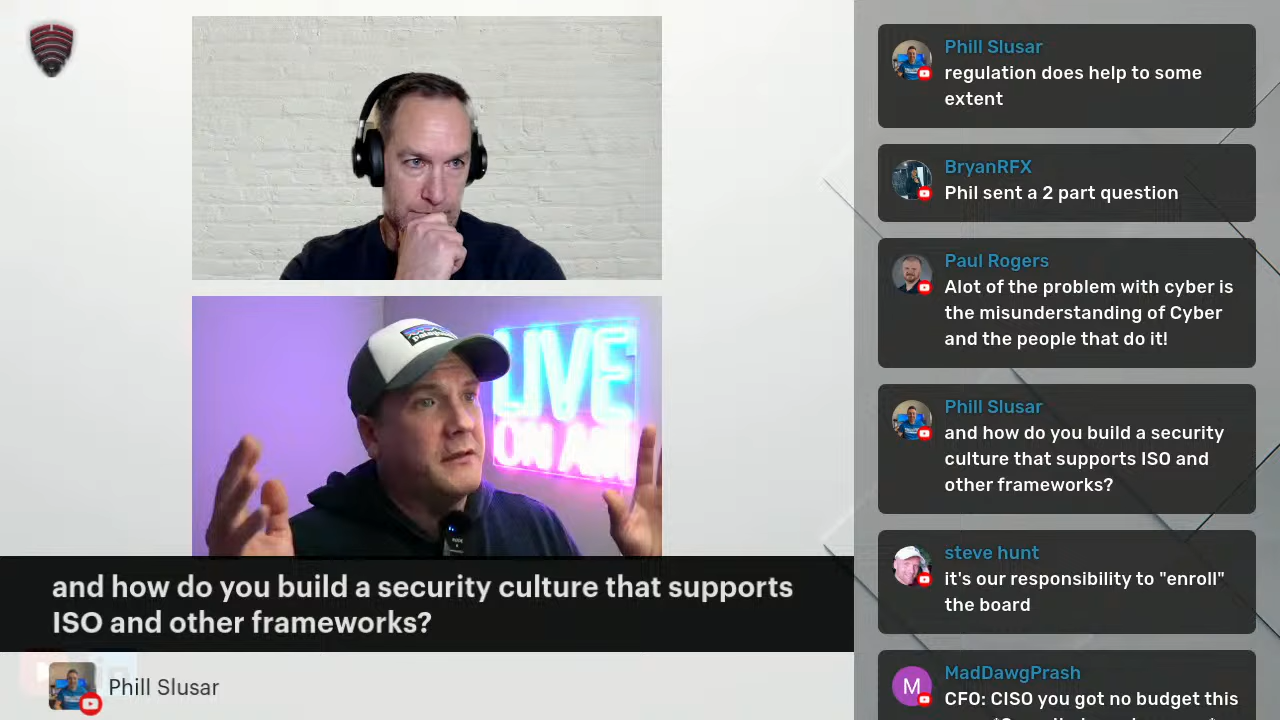 Phill Slusar
regulation does help to some
extent
BryanRFX
Phil sent a 2 part question
Paul Rogers
Alot of the problem with cyber is
the misunderstanding of Cyber
and the people that do it!
Phill Slusar
and how do you build a security
culture that supports ISO and
other frameworks?
steve hunt
it's our responsibility to "enroll"
the board
M
MadDawgPrash
CFO: CISO you got no budget this
patagonia
LIVE
ON AIR
and how do you build a security culture that supports
ISO and other frameworks?
Phill Slusar